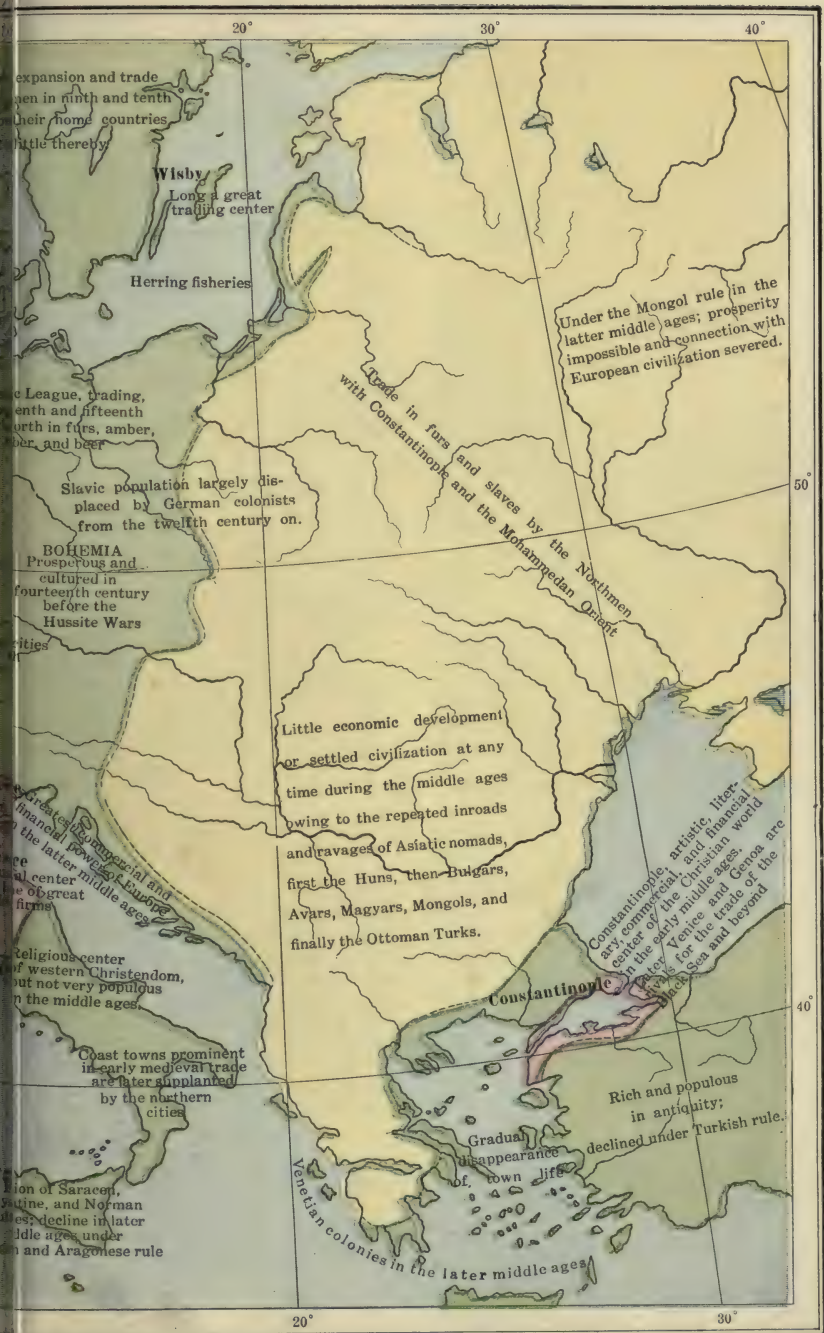 20°
30°
40°
expansion and trade
in ninth and tenth
home countries
little thereby
Wisby
Long a great
trading center
Herring fisheries
Under the Mongol rule in the
latter middle ages; prosperity
impossible and connection with
European civilization severed.
League, trading,
and fifteenth
in furs, amber,
and beer
Trade in furs and slaves by the Northmen
with Constantinople and the Mohammedan Orient
50°
Slavic population largely dis-
placed by German colonists
from the twelfth century on.
BOHEMIA
Prosperous and
cultured in
fourteenth century
before the
Hussite Wars
Little economic development
or settled civilization at any
time during the middle ages
owing to the repeated inroads
and ravages of Asiatic nomads,
first the Huns, then Bulgars,
Avars, Magyars, Mongols, and
finally the Ottoman Turks.
Greatest commercial and
financial power of Europe
the latter middle ages
center
of great
firms
Constantinople, artistic, liter-
ary, commercial, and financial
center of the Christian world
in the early middle ages.
Later Venice and Genoa are
rivals for the trade of the
Black Sea and beyond
Religious center
of western Christendom,
but not very populous
in the middle ages.
Constantinople
40°
Coast towns prominent
in early medieval trade
are later supplanted
by the northern
cities
Rich and populous
in antiquity;
declined under Turkish rule.
Gradual
disappearance
of town life
of Saracen,
and Norman
decline in later
ages under
and Aragonese rule
Venetian colonies in the later middle ages
20°
30°